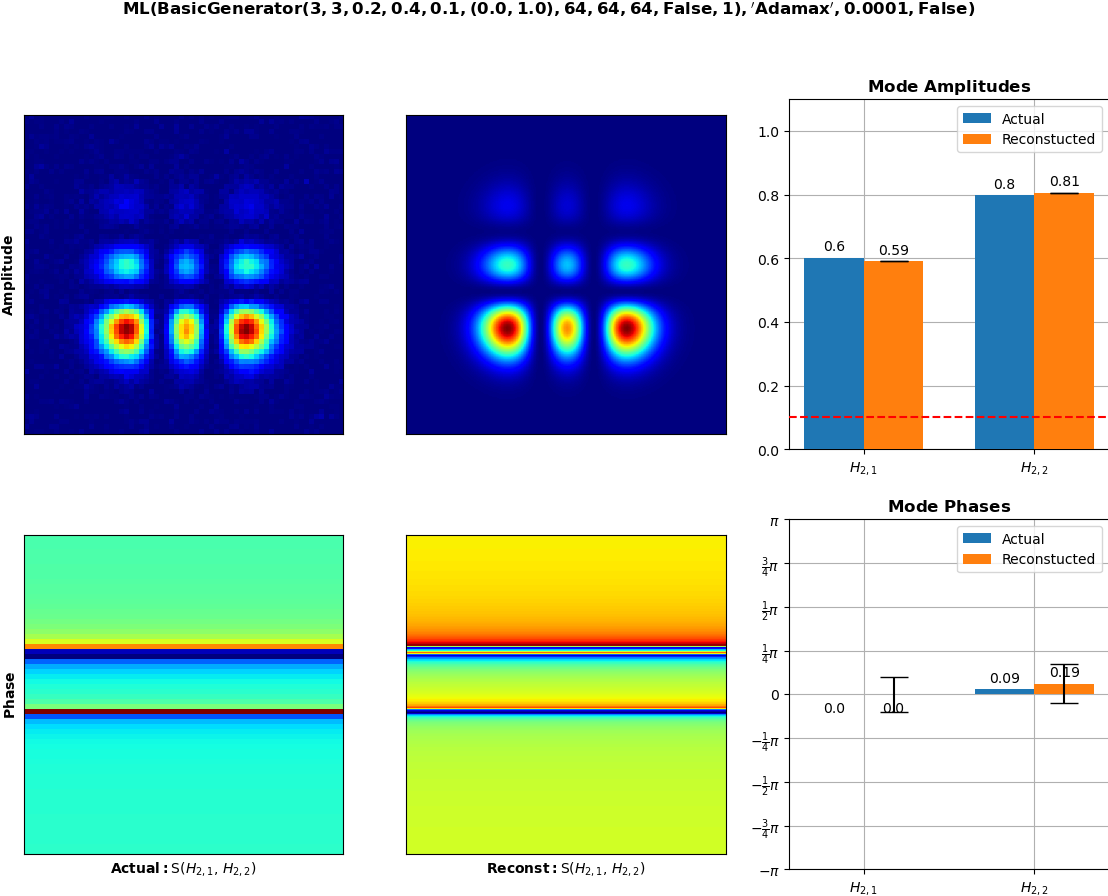 ML(BasicGenerator(3, 3, 0.2, 0.4, 0.1, (0.0, 1.0), 64, 64, 64, False, 1), ′Adamax′, 0.0001, False)
Mode Amplitudes
Actual
Reconstucted
1.0
0.8
0.6
0.4
0.2
0.0
0.6
0.59
0.8
0.81
H2,1
H2,2
Amplitude
Mode Phases
Actual
Reconstucted
π
3/4π
1/2π
1/4π
0
−1/4π
−1/2π
−3/4π
−π
0.0
0.0
0.09
0.19
H2,1
H2,2
Phase
Actual: S(H2,1, H2,2)
Reconst: S(H2,1, H2,2)